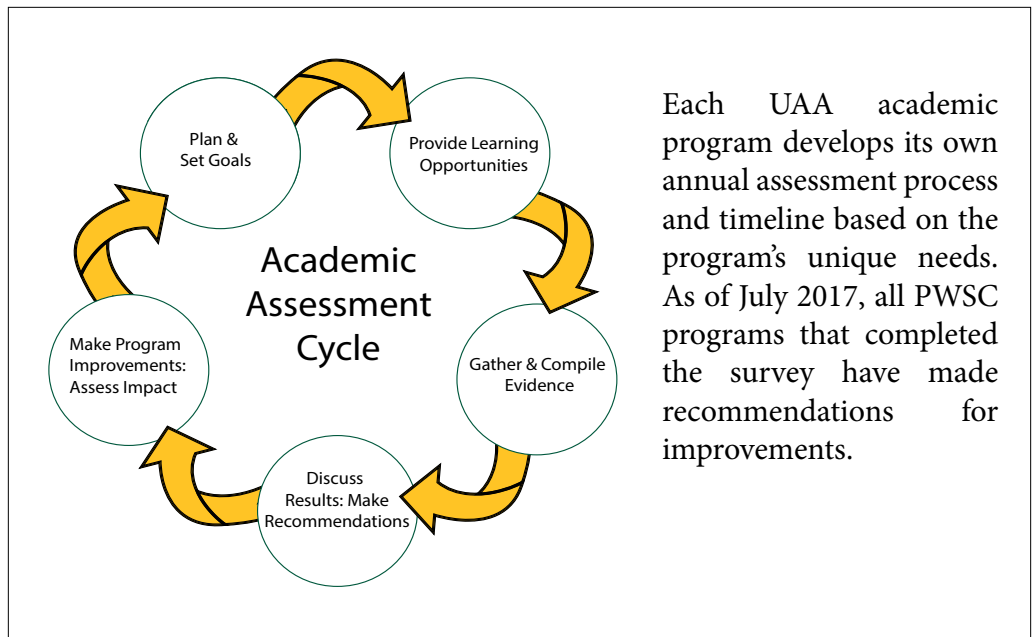 Plan &
Set Goals
Provide Learning
Opportunities
Gather & Compile
Evidence
Discuss
Results: Make
Recommendations
Make Program
Improvements:
Assess Impact
Academic
Assessment
Cycle
Each UAA academic
program develops its own
annual assessment process
and timeline based on the
program's unique needs.
As of July 2017, all PWSC
programs that completed
the survey have made
recommendations for
improvements.